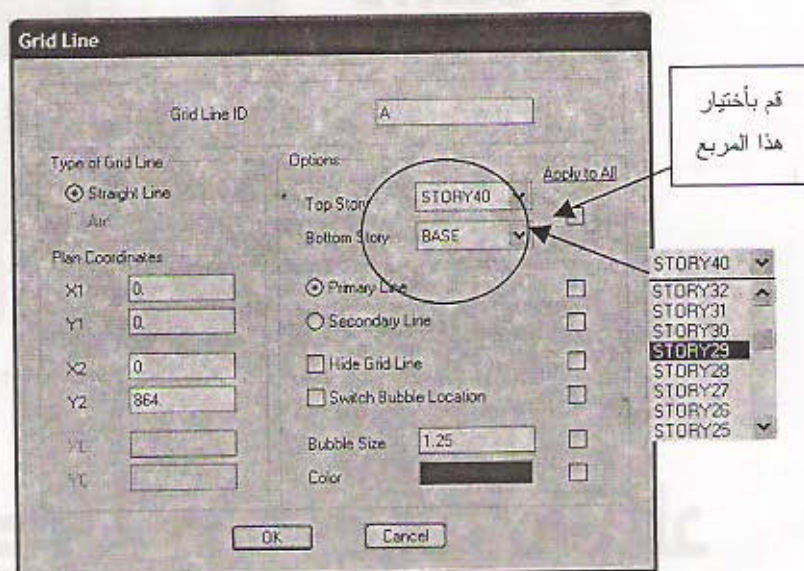 Grid Line
Grid Line ID
A
Type of Grid Line
Straight Line
Arc
Plan Coordinates
X1 0.
Y1 0.
X2 0
Y2 864.
YC
Options
Apply to All
Top Story STORY40
Bottom Story BASE
Primary Line
Secondary Line
Hide Grid Line
Switch Bubble Location
Bubble Size 1.25
Color
OK
Cancel
قم بأختيار
هذا المربع
STORY40
STORY32
STORY31
STORY30
STORY29
STORY28
STORY27
STORY26
STORY25